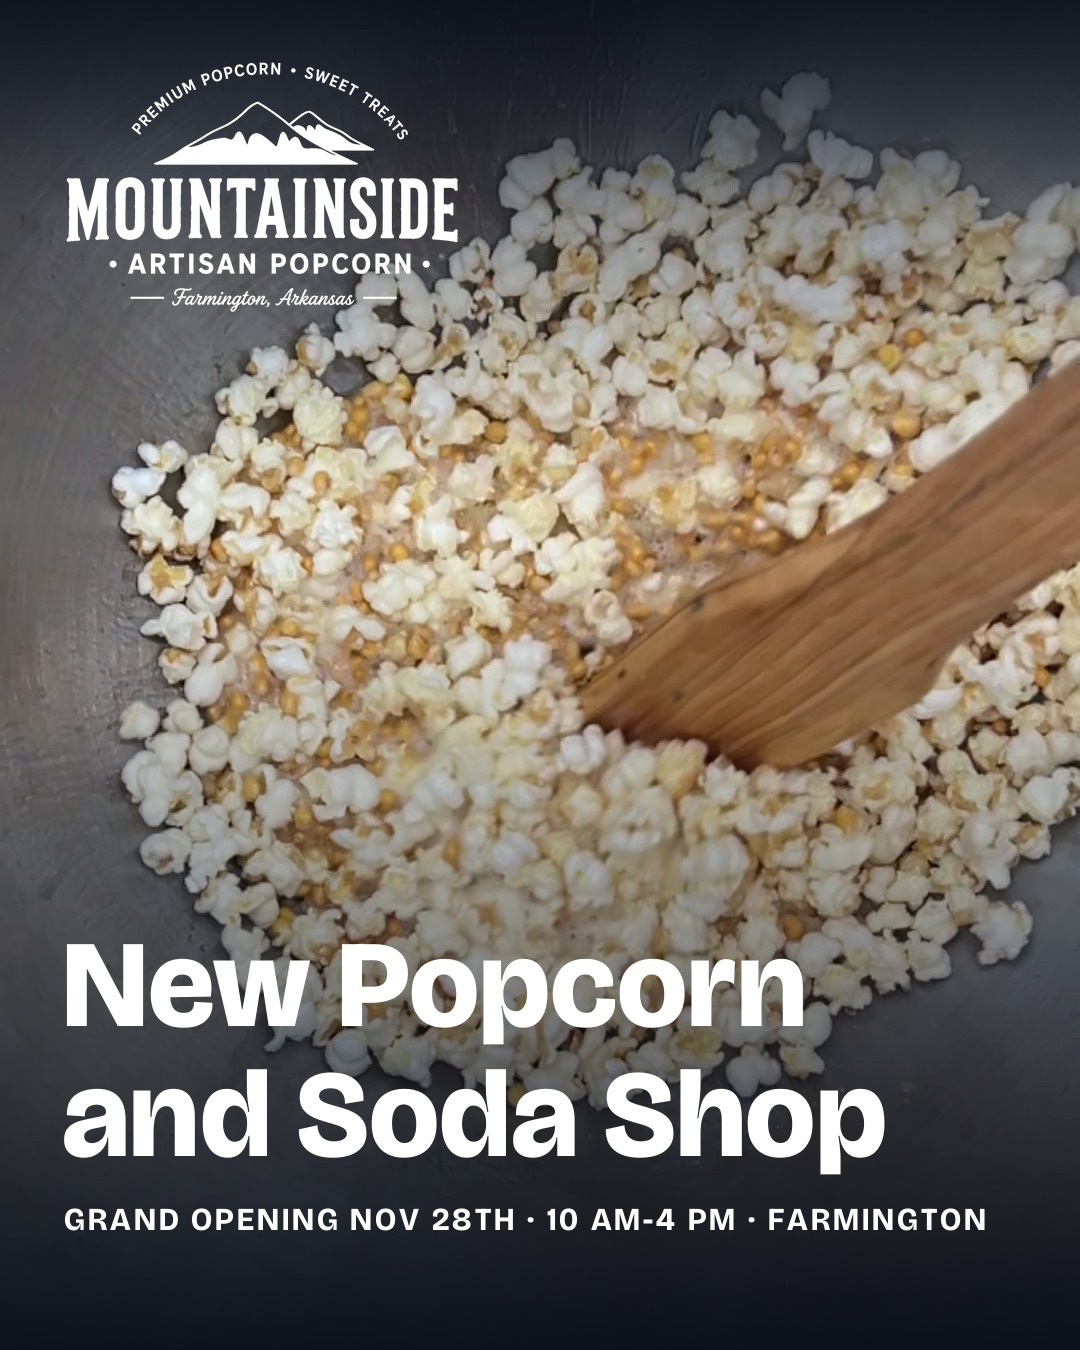 PREMIUM POPCORN • SWEET TREATS
MOUNTAINSIDE
• ARTISAN POPCORN •
Farmington, Arkansas
New Popcorn
and Soda Shop
GRAND OPENING NOV 28TH · 10 AM-4 PM · FARMINGTON